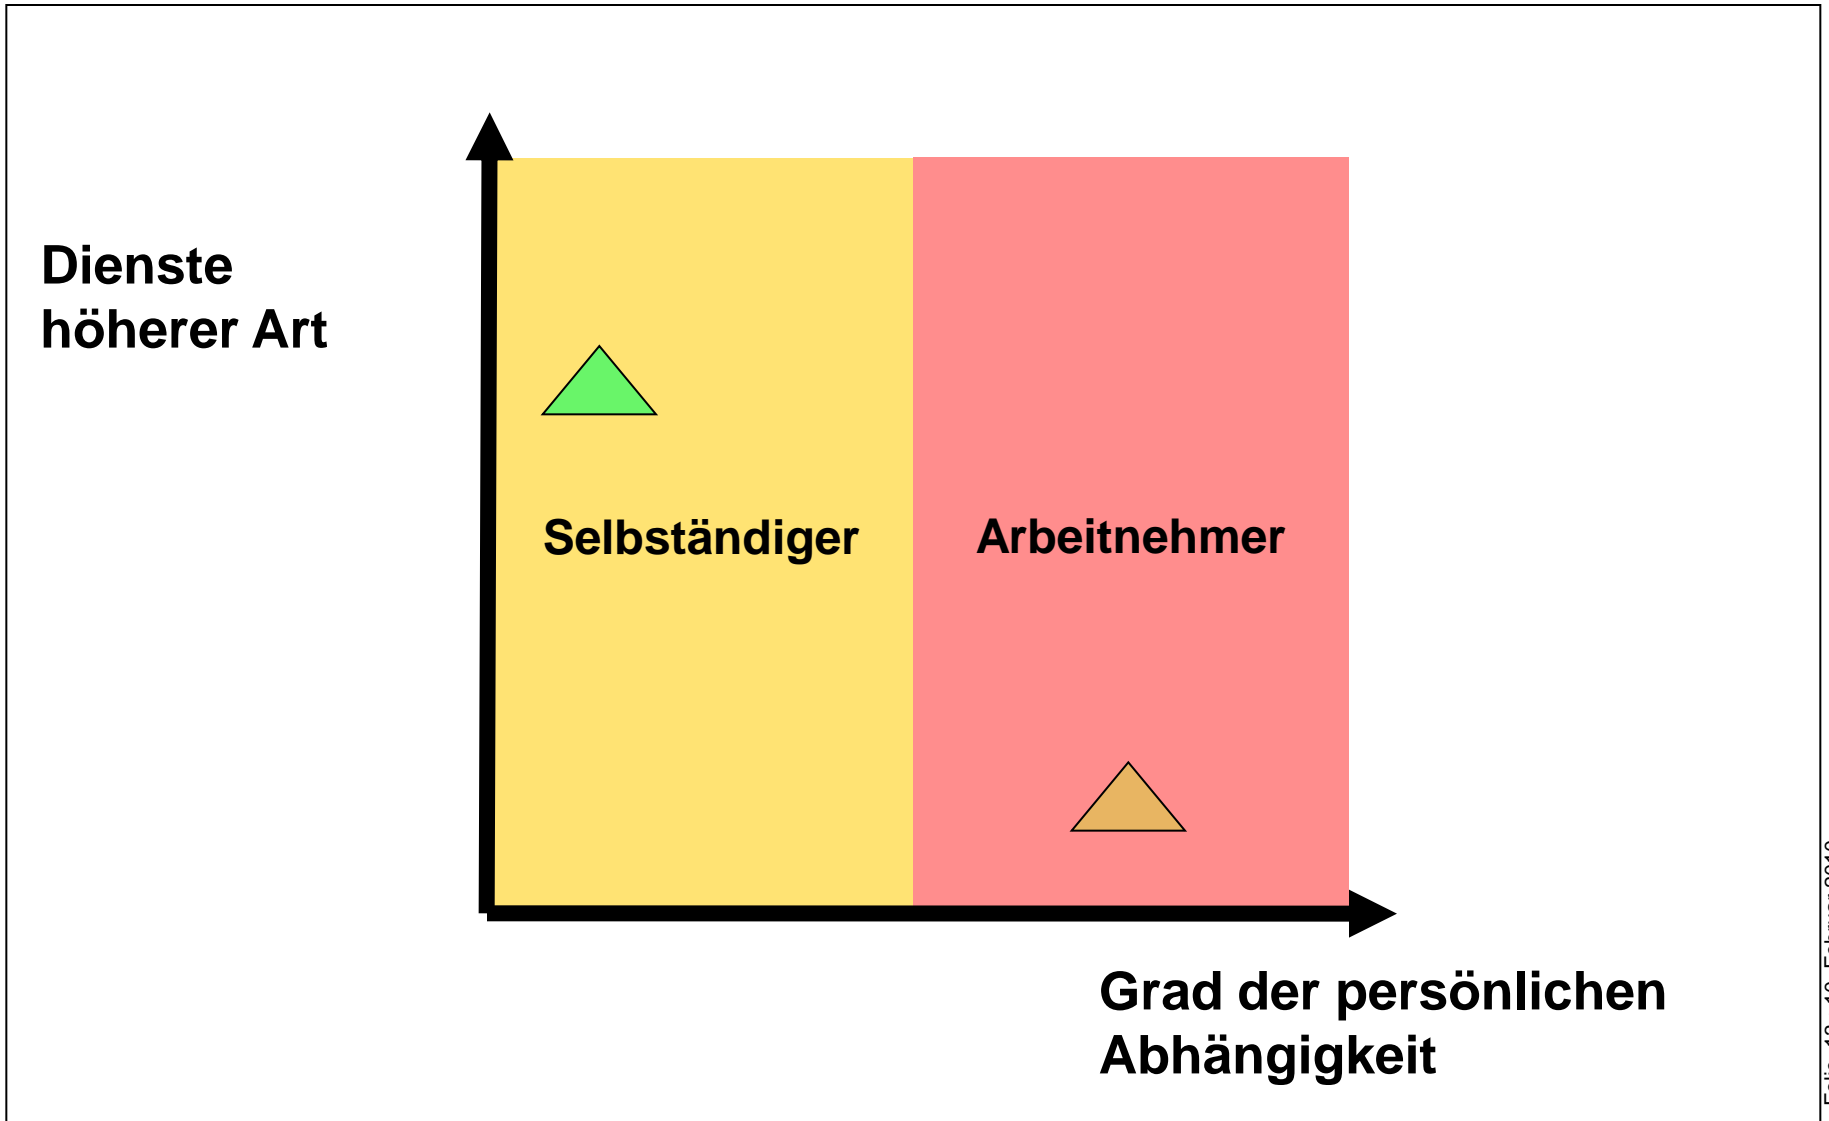 Dienste
höherer Art
Selbständiger
Arbeitnehmer
Grad der persönlichen
Abhängigkeit